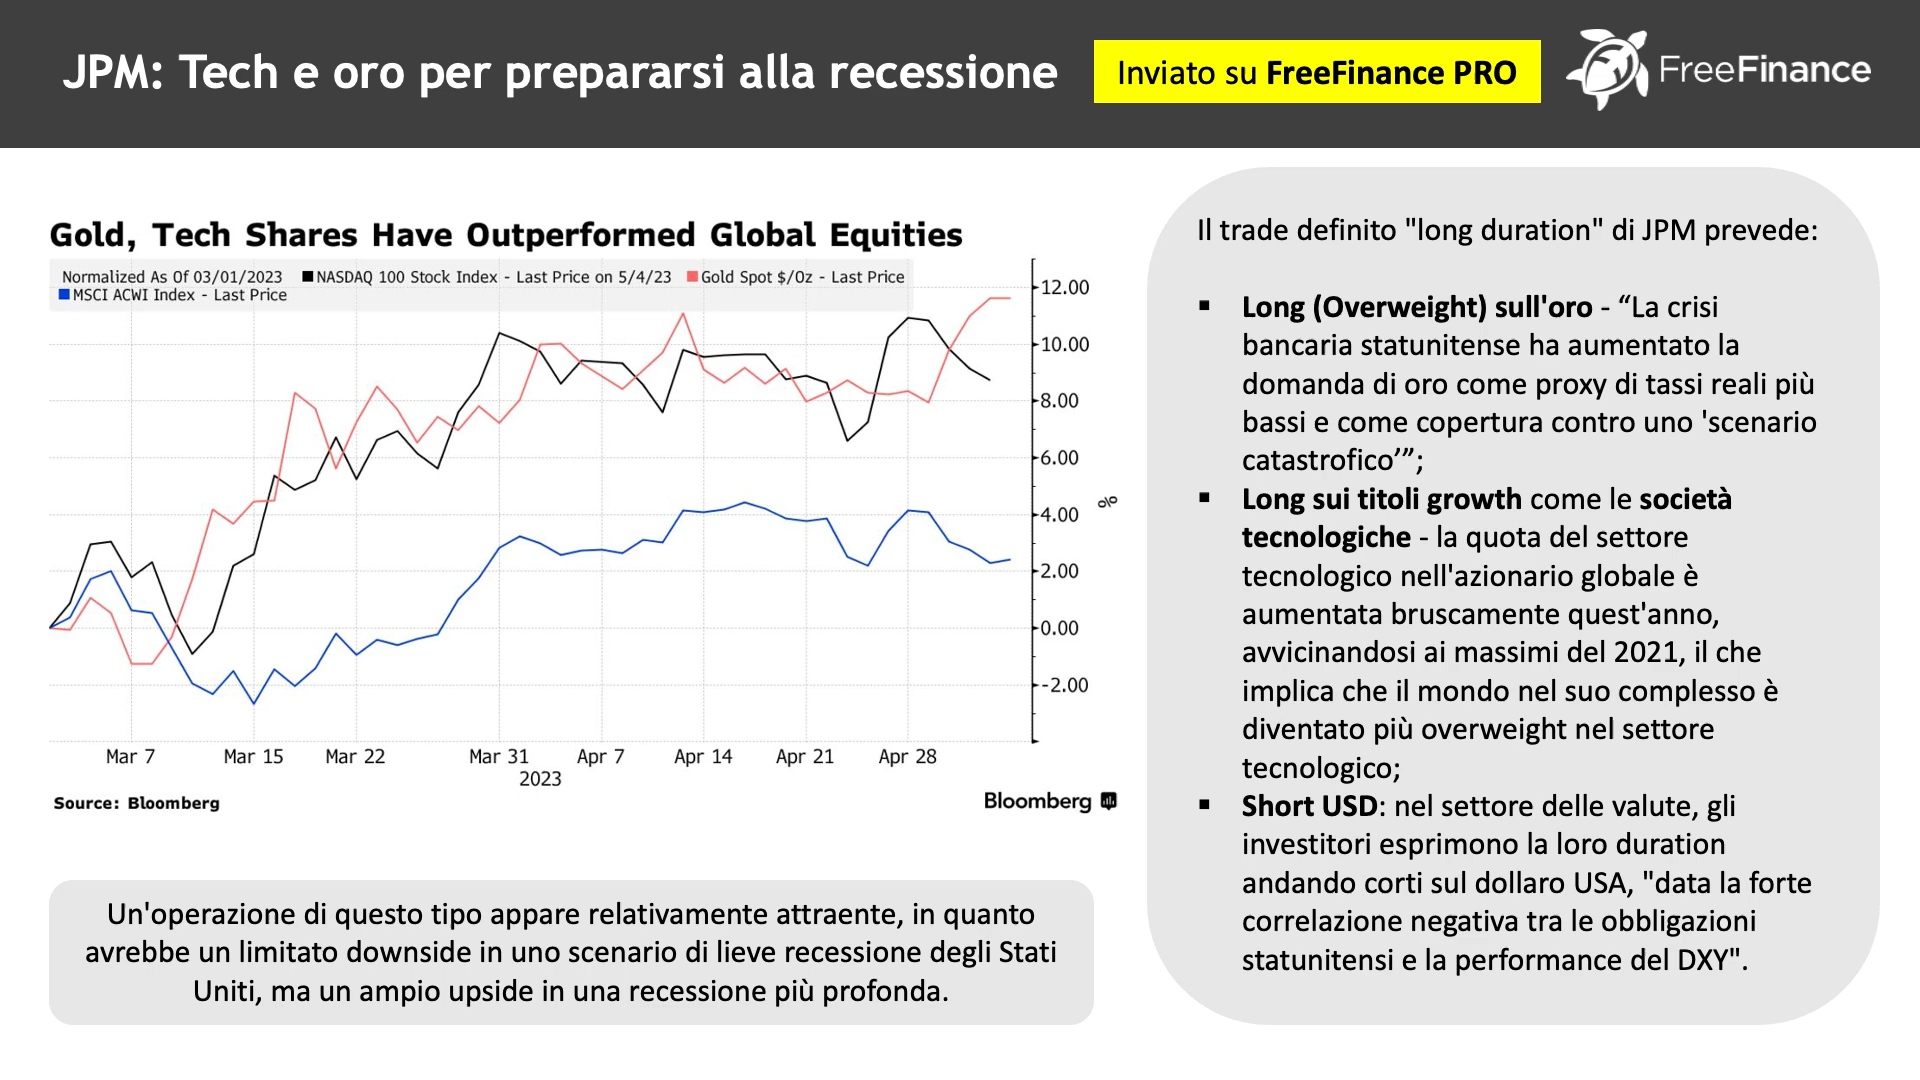 JPM: Tech e oro per prepararsi alla recessione
Inviato su FreeFinance PRO
FreeFinance
Gold, Tech Shares Have Outperformed Global Equities
Normalized As Of 03/01/2023 NASDAQ 100 Stock Index - Last Price on 5/4/23 Gold Spot $/Oz - Last Price
MSCI ACWI Index - Last Price
12.00
10.00
8.00
6.00
4.00
2.00
0.00
-2.00
%
Mar 7 Mar 15 Mar 22 Mar 31 Apr 7 Apr 14 Apr 21 Apr 28
2023
Source: Bloomberg
Bloomberg
Un'operazione di questo tipo appare relativamente attraente, in quanto
avrebbe un limitato downside in uno scenario di lieve recessione degli Stati
Uniti, ma un ampio upside in una recessione più profonda.
Il trade definito "long duration" di JPM prevede:
▪ Long (Overweight) sull'oro - “La crisi
bancaria statunitense ha aumentato la
domanda di oro come proxy di tassi reali più
bassi e come copertura contro uno 'scenario
catastrofico’”;
▪ Long sui titoli growth come le società
tecnologiche - la quota del settore
tecnologico nell'azionario globale è
aumentata bruscamente quest'anno,
avvicinandosi ai massimi del 2021, il che
implica che il mondo nel suo complesso è
diventato più overweight nel settore
tecnologico;
▪ Short USD: nel settore delle valute, gli
investitori esprimono la loro duration
andando corti sul dollaro USA, "data la forte
correlazione negativa tra le obbligazioni
statunitensi e la performance del DXY".